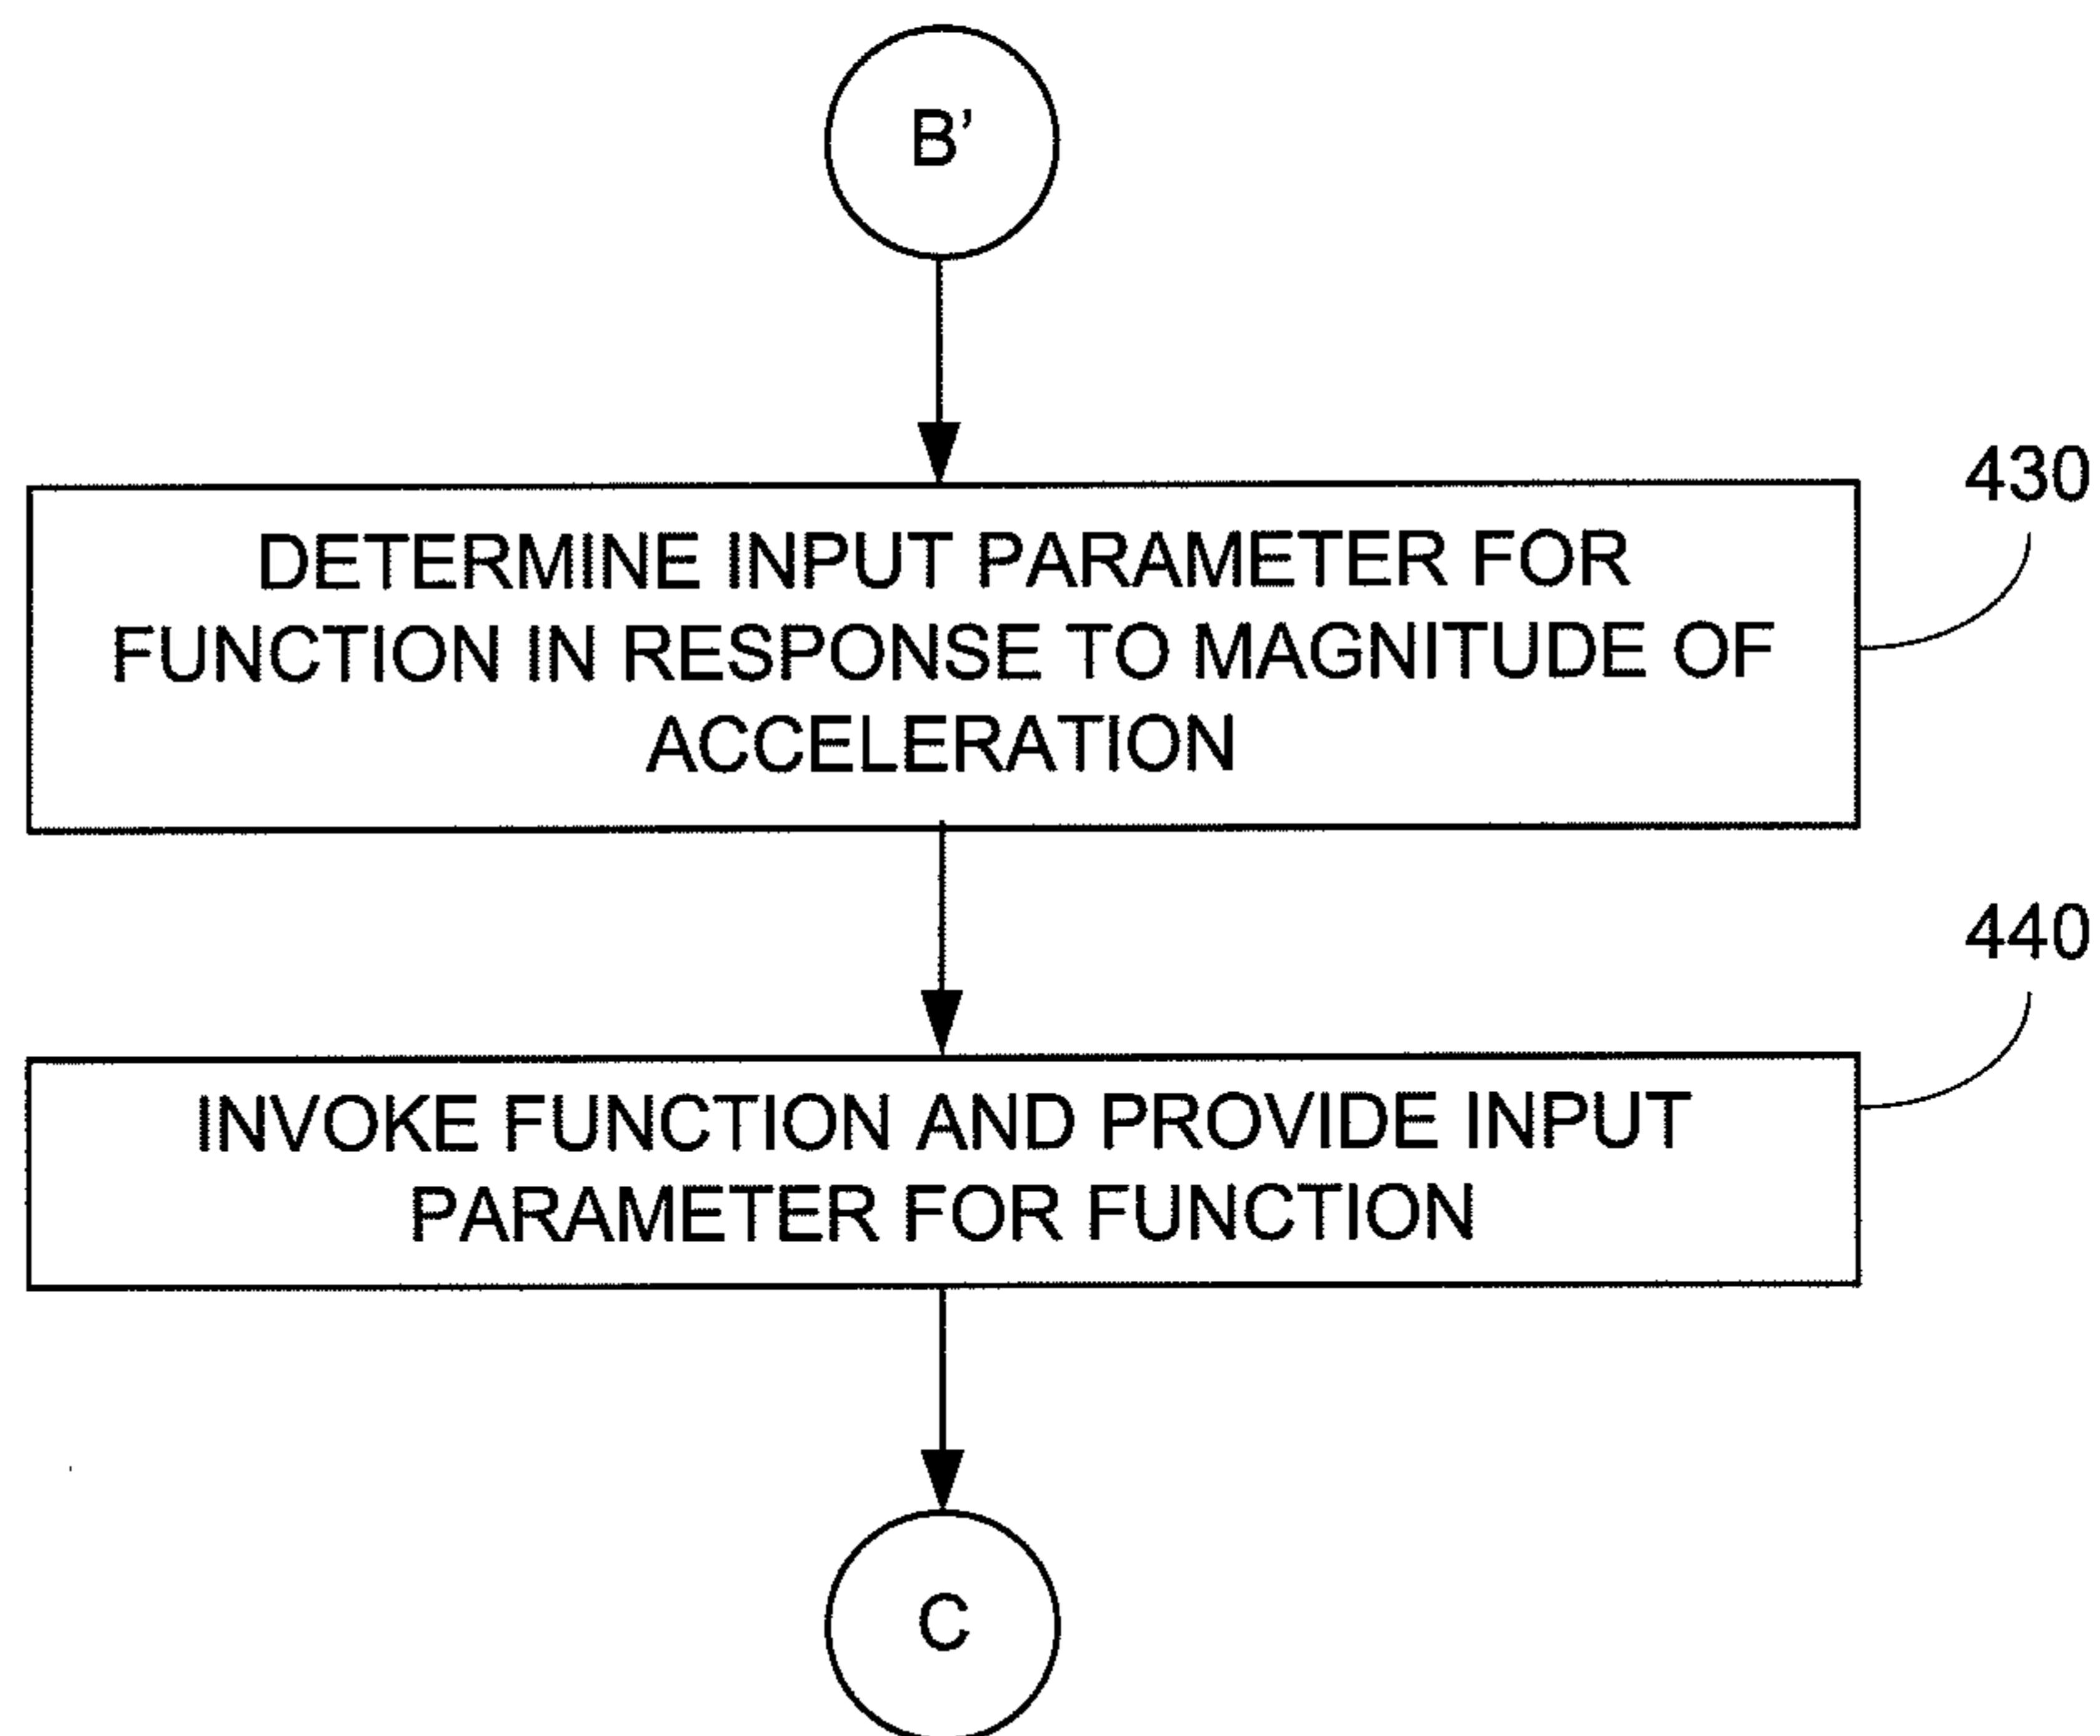 B’
430
DETERMINE INPUT PARAMETER FOR
FUNCTION IN RESPONSE TO MAGNITUDE OF
ACCELERATION
440
INVOKE FUNCTION AND PROVIDE INPUT
PARAMETER FOR FUNCTION
C